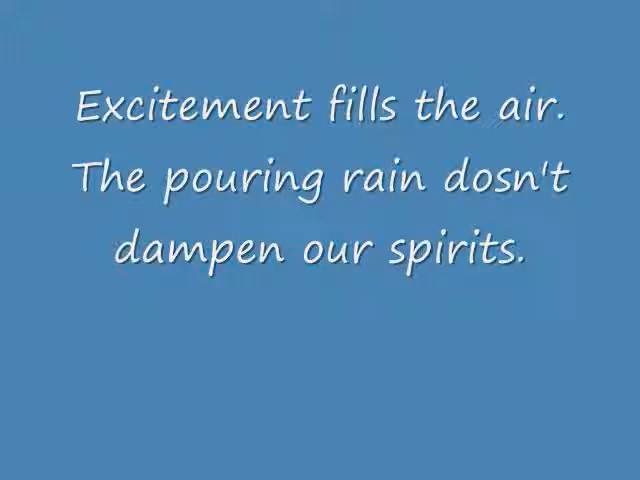 Excitement fills the air.
The pouring rain dosn't
dampen our spirits.